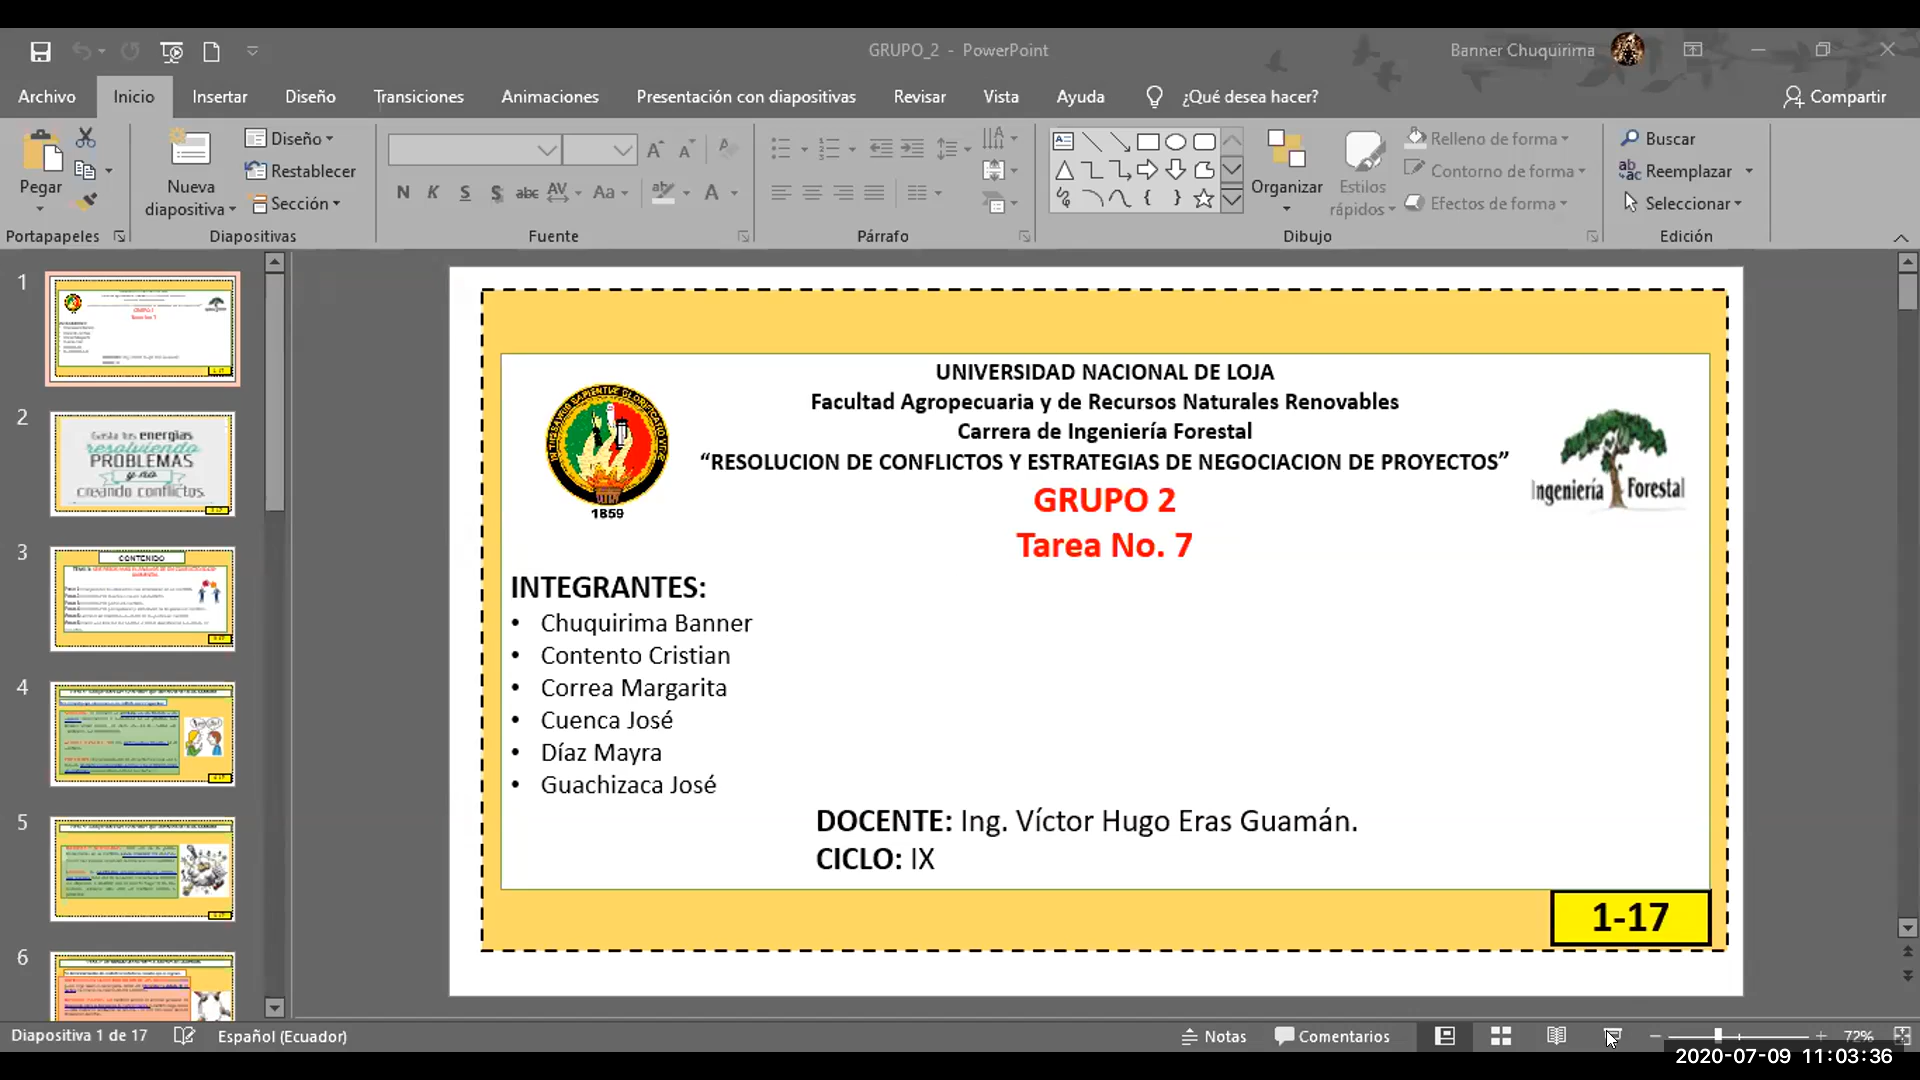 GRUPO_2 - PowerPoint
Banner Chuquirima
Archivo
Inicio
Insertar
Diseño
Transiciones
Animaciones
Presentación con diapositivas
Revisar
Vista
Ayuda
¿Qué desea hacer?
Compartir
Pegar
Nueva diapositiva
Diseño
Restablecer
Sección
Organizar
Estilos rápidos
Relleno de forma
Contorno de forma
Efectos de forma
Buscar
Reemplazar
Seleccionar
Portapapeles
Diapositivas
Fuente
Párrafo
Dibujo
Edición
1
2
Gasta tus energías
resolviendo
PROBLEMAS
y no
creando conflictos.
3
CONTENIDO
4
5
6
UNIVERSIDAD NACIONAL DE LOJA
Facultad Agropecuaria y de Recursos Naturales Renovables
Carrera de Ingeniería Forestal
“RESOLUCION DE CONFLICTOS Y ESTRATEGIAS DE NEGOCIACION DE PROYECTOS”
GRUPO 2
Tarea No. 7
1859
Ingeniería Forestal
INTEGRANTES:
• Chuquirima Banner
• Contento Cristian
• Correa Margarita
• Cuenca José
• Díaz Mayra
• Guachizaca José
DOCENTE: Ing. Víctor Hugo Eras Guamán.
CICLO: IX
1-17
Diapositiva 1 de 17
Español (Ecuador)
Notas
Comentarios
72%
2020-07-09 11:03:36